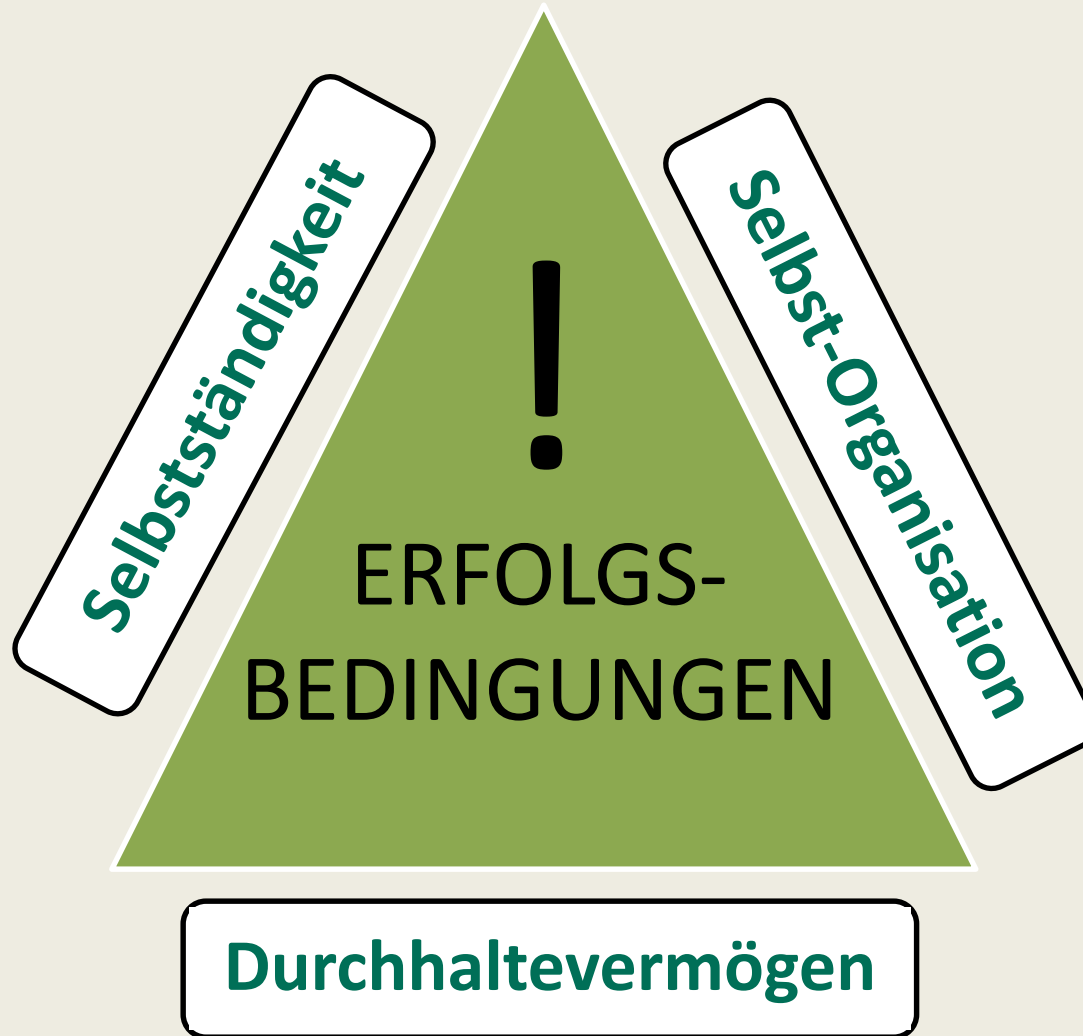 Selbstständigkeit
Selbst-Organisation
!
ERFOLGS-
BEDINGUNGEN
Durchhaltevermögen